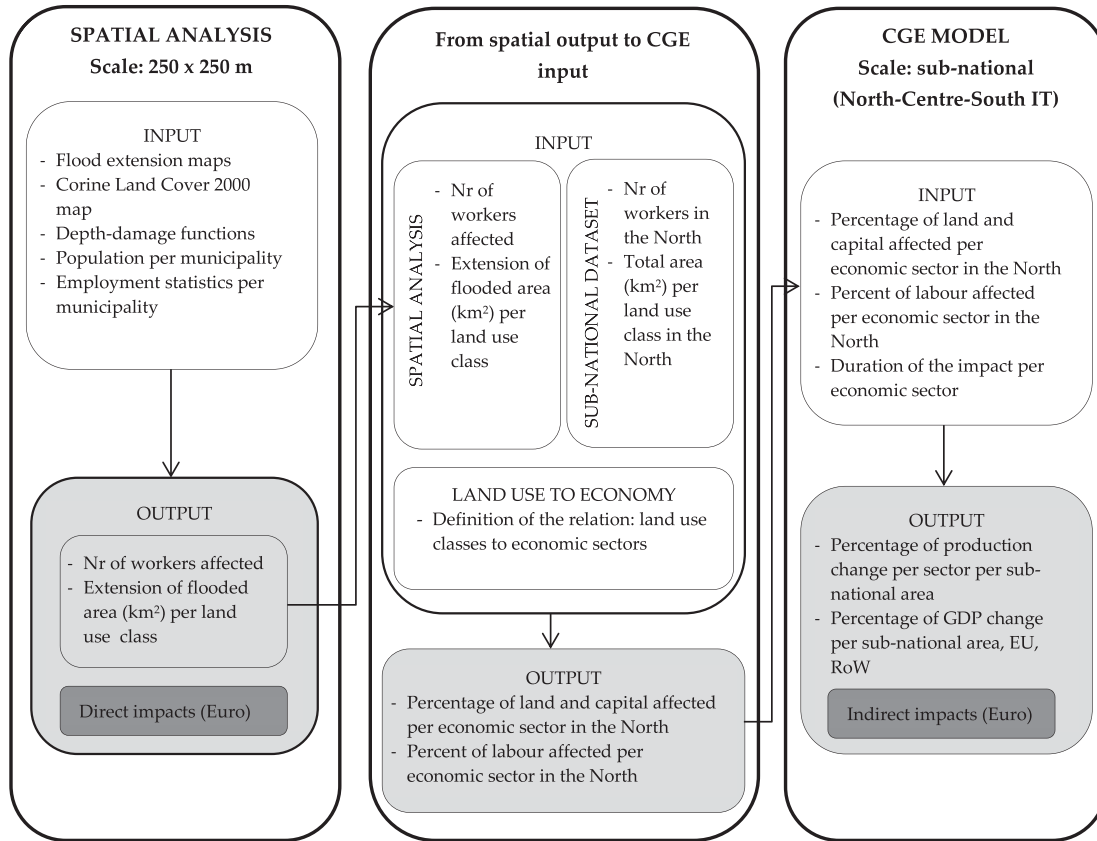 SPATIAL ANALYSIS
Scale: 250 x 250 m
INPUT
- Flood extension maps
- Corine Land Cover 2000
map
- Depth-damage functions
- Population per municipality
- Employment statistics per
municipality
OUTPUT
- Nr of workers affected
- Extension of flooded
area (km²) per land
use class
Direct impacts (Euro)
From spatial output to CGE
input
INPUT
SPATIAL ANALYSIS
- Nr of
workers
affected
- Extension of
flooded area
(km²) per
land use
class
SUB-NATIONAL DATASET
- Nr of
workers in
the North
- Total area
(km²) per
land use
class in the
North
LAND USE TO ECONOMY
- Definition of the relation: land use
classes to economic sectors
OUTPUT
- Percentage of land and capital affected
per economic sector in the North
- Percent of labour affected per
economic sector in the North
CGE MODEL
Scale: sub-national
(North-Centre-South IT)
INPUT
- Percentage of land and
capital affected per
economic sector in the North
- Percent of labour affected
per economic sector in the
North
- Duration of the impact per
economic sector
OUTPUT
- Percentage of production
change per sector per sub-
national area
- Percentage of GDP change
per sub-national area, EU,
RoW
Indirect impacts (Euro)